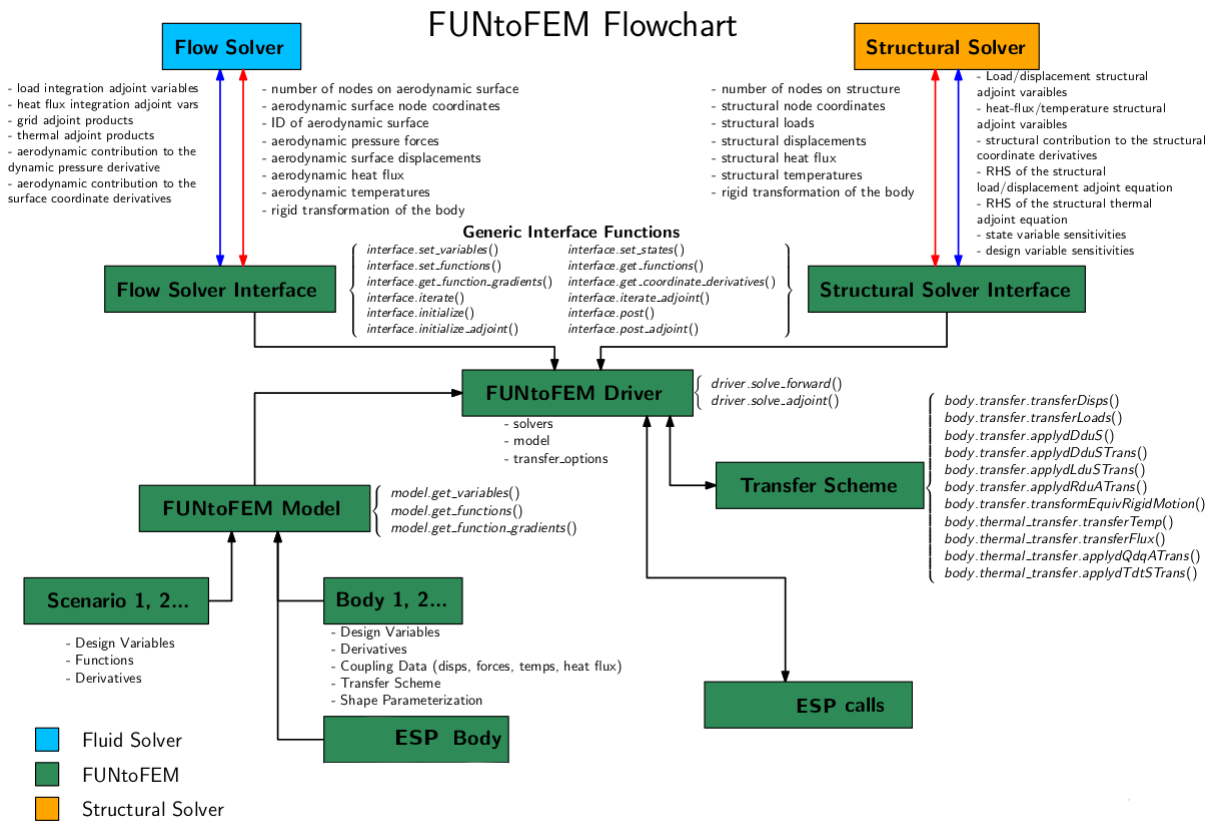 FUNtoFEM Flowchart
Flow Solver
- load integration adjoint variables
- heat flux integration adjoint vars
- grid adjoint products
- thermal adjoint products
- aerodynamic contribution to the
dynamic pressure derivative
- aerodynamic contribution to the
surface coordinate derivatives
- number of nodes on aerodynamic surface
- aerodynamic surface node coordinates
- ID of aerodynamic surface
- aerodynamic pressure forces
- aerodynamic surface displacements
- aerodynamic heat flux
- aerodynamic temperatures
- rigid transformation of the body
Structural Solver
- number of nodes on structure
- structural node coordinates
- structural loads
- structural displacements
- structural heat flux
- structural temperatures
- rigid transformation of the body
- Load/displacement structural
adjoint varaibles
- heat-flux/temperature structural
adjoint varaibles
- structural contribution to the structural
coordinate derivatives
- RHS of the structural
load/displacement adjoint equation
- RHS of the structural thermal
adjoint equation
- state variable sensitivities
- design variable sensitivities
Generic Interface Functions
interface.set_variables()
interface.set_functions()
interface.get_function_gradients()
interface.iterate()
interface.initialize()
interface.initialize_adjoint()
interface.set_states()
interface.get_functions()
interface.get_coordinate_derivatives()
interface.iterate_adjoint()
interface.post()
interface.post_adjoint()
Flow Solver Interface
Structural Solver Interface
FUNtoFEM Driver
driver.solve_forward()
driver.solve_adjoint()
- solvers
- model
- transfer_options
Transfer Scheme
body.transfer.transferDisps()
body.transfer.transferLoads()
body.transfer.applydDduS()
body.transfer.applydDduSTrans()
body.transfer.applydLduSTrans()
body.transfer.applydRduATrans()
body.transfer.transformEquivRigidMotion()
body.thermal_transfer.transferTemp()
body.thermal_transfer.transferFlux()
body.thermal_transfer.applydQdqATrans()
body.thermal_transfer.applydTdtSTrans()
FUNtoFEM Model
model.get_variables()
model.get_functions()
model.get_function_gradients()
Scenario 1, 2...
- Design Variables
- Functions
- Derivatives
Body 1, 2...
- Design Variables
- Derivatives
- Coupling Data (disps, forces, temps, heat flux)
- Transfer Scheme
- Shape Parameterization
ESP Body
ESP calls
Fluid Solver
FUNtoFEM
Structural Solver